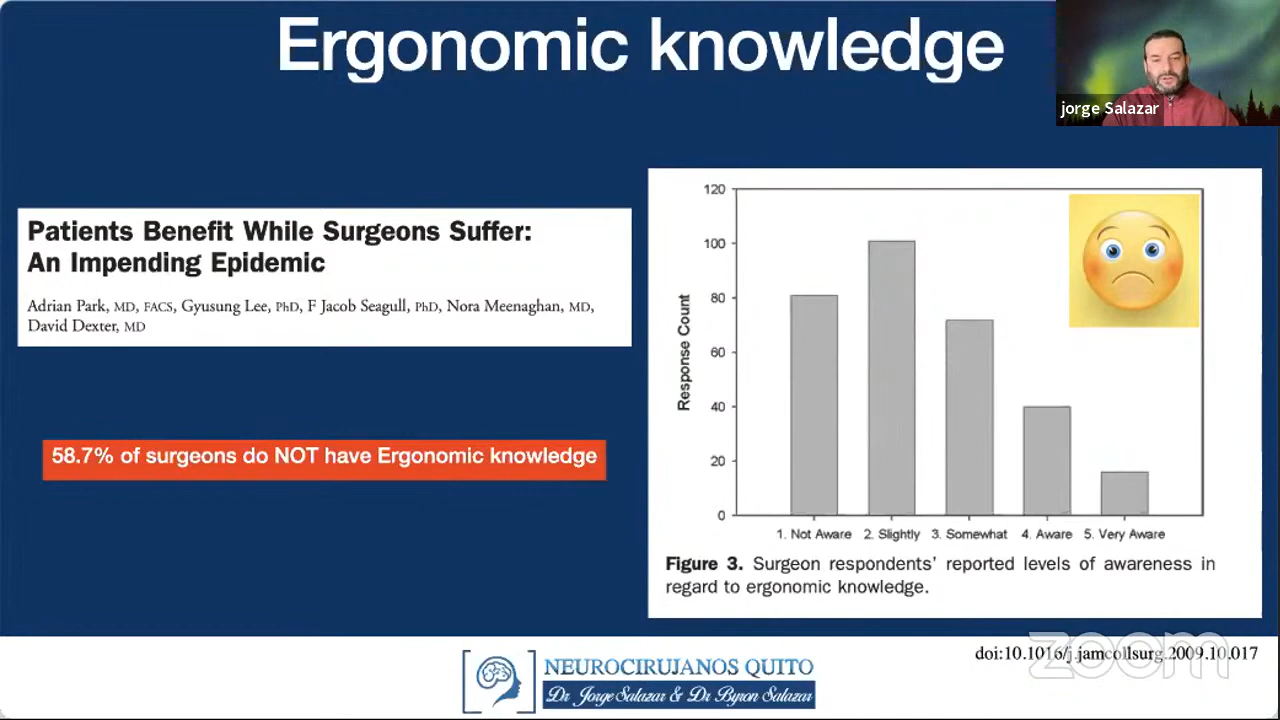 Ergonomic knowledge
jorge Salazar
Patients Benefit While Surgeons Suffer:
An Impending Epidemic
Adrian Park, MD, FACS, Gyusung Lee, PhD, F Jacob Seagull, PhD, Nora Meenaghan, MD,
David Dexter, MD
58.7% of surgeons do NOT have Ergonomic knowledge
120
100
80
60
40
20
0
Response Count
1. Not Aware 2. Slightly 3. Somewhat 4. Aware 5. Very Aware
Figure 3. Surgeon respondents' reported levels of awareness in
regard to ergonomic knowledge.
zoom
doi:10.1016/j.jamcollsurg.2009.10.017
NEUROCIRUJANOS QUITO
Dr. Jorge Salazar & Dr Byron Salazar